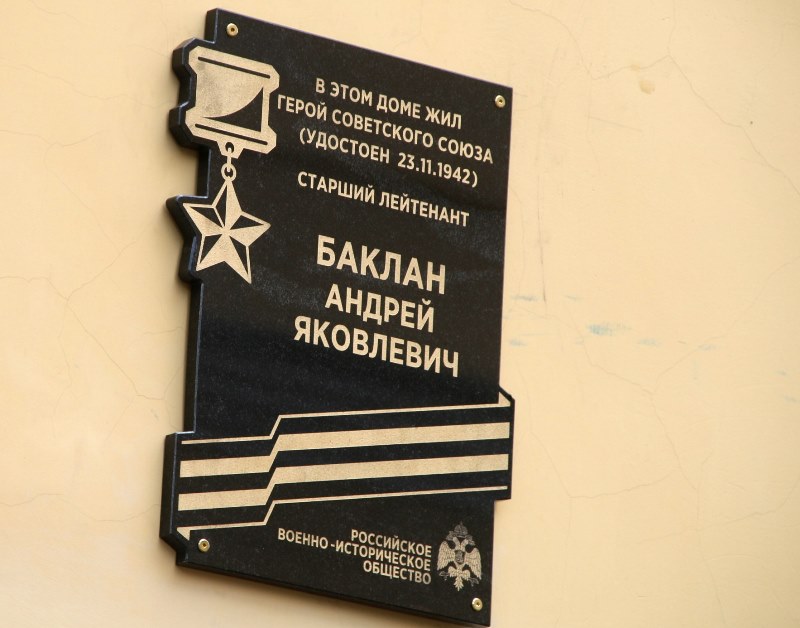 В ЭТОМ ДОМЕ ЖИЛ
ГЕРОЙ СОВЕТСКОГО СОЮЗА
(УДОСТОЕН 23.11.1942)
СТАРШИЙ ЛЕЙТЕНАНТ
БАКЛАН
АНДРЕЙ
ЯКОВЛЕВИЧ
РОССИЙСКОЕ
ВОЕННО-ИСТОРИЧЕСКОЕ
ОБЩЕСТВО